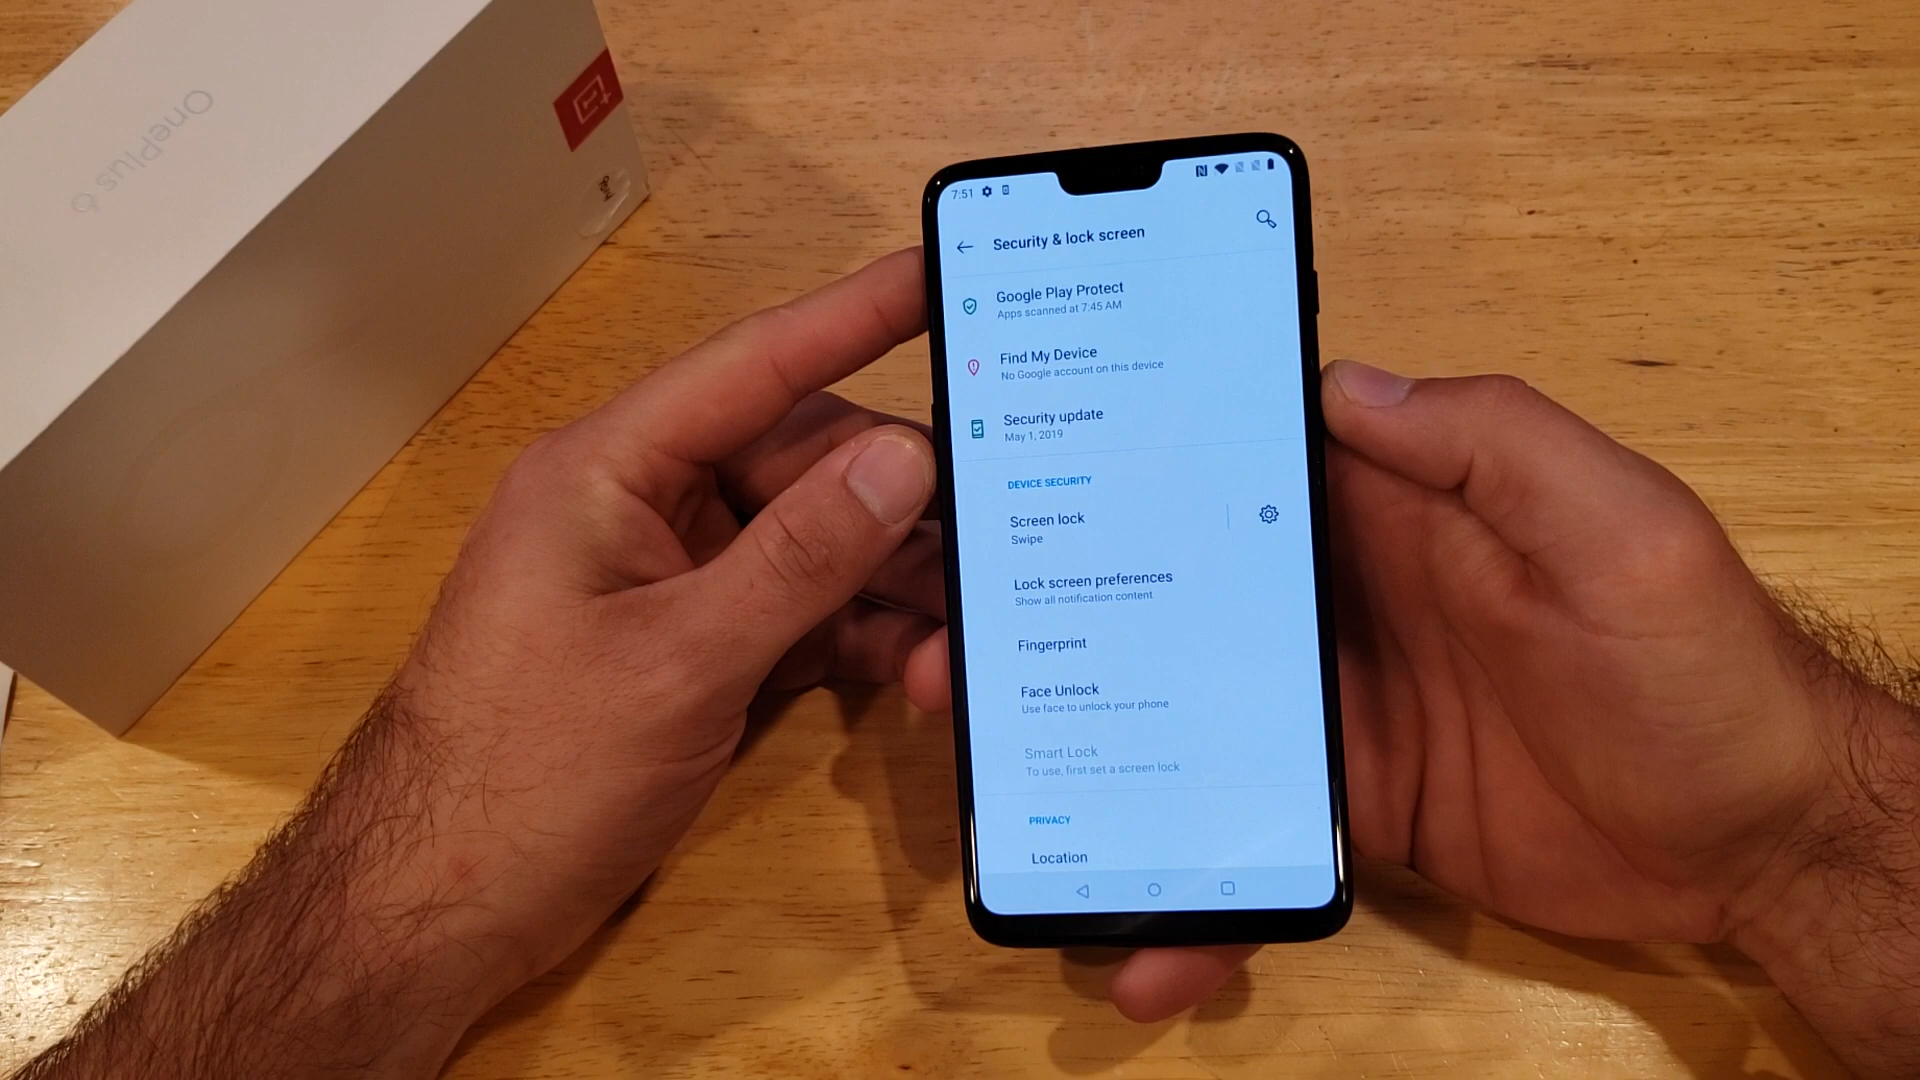 OnePlus 6
7:51
Security & lock screen
Google Play Protect
Apps scanned at 7:45 AM
Find My Device
No Google account on this device
Security update
May 1, 2019
DEVICE SECURITY
Screen lock
Swipe
Lock screen preferences
Show all notification content
Fingerprint
Face Unlock
Use face to unlock your phone
Smart Lock
To use, first set a screen lock
PRIVACY
Location